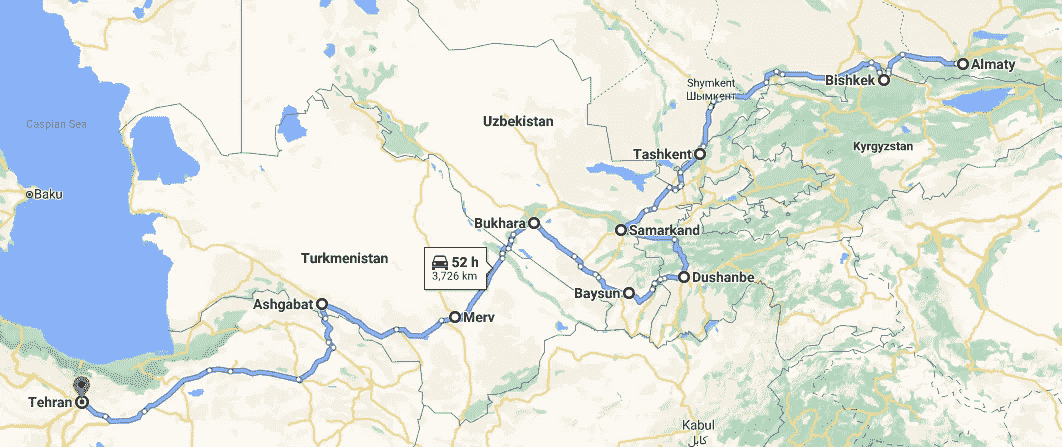 Almaty
Bishkek
Shymkent
Шымкент
Caspian Sea
Uzbekistan
Kyrgyzstan
Tashkent
Baku
Bukhara
Samarkand
52 h
3,726 km
Turkmenistan
Dushanbe
Baysun
Ashgabat
Merv
Tehran
Kabul
کابل